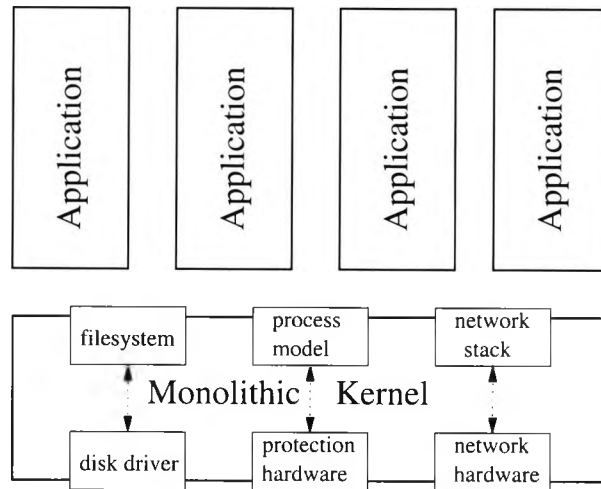 Application
Application
Application
Application
filesystem
process
model
network
stack
Monolithic Kernel
disk driver
protection
hardware
network
hardware